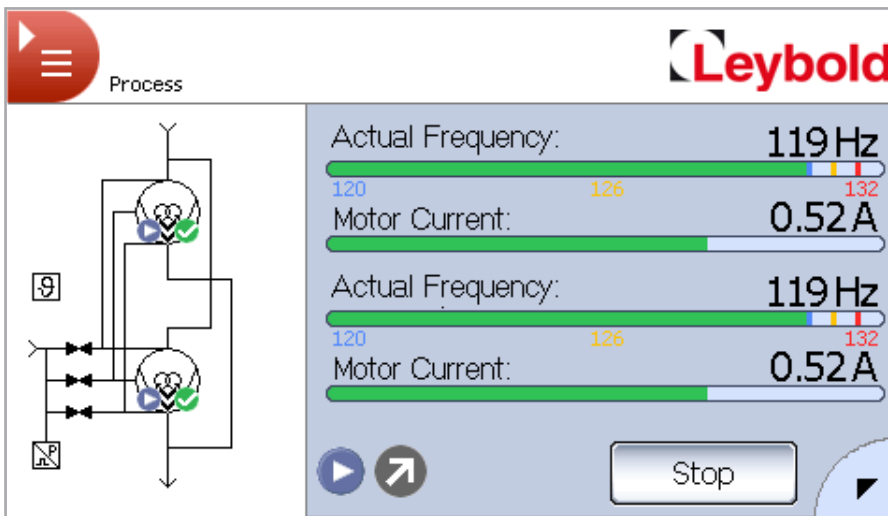 Process
Leybold
Actual Frequency: 119 Hz
120 126 132
Motor Current: 0.52 A
Actual Frequency: 119 Hz
120 126 132
Motor Current: 0.52 A
ϑ
P
Stop